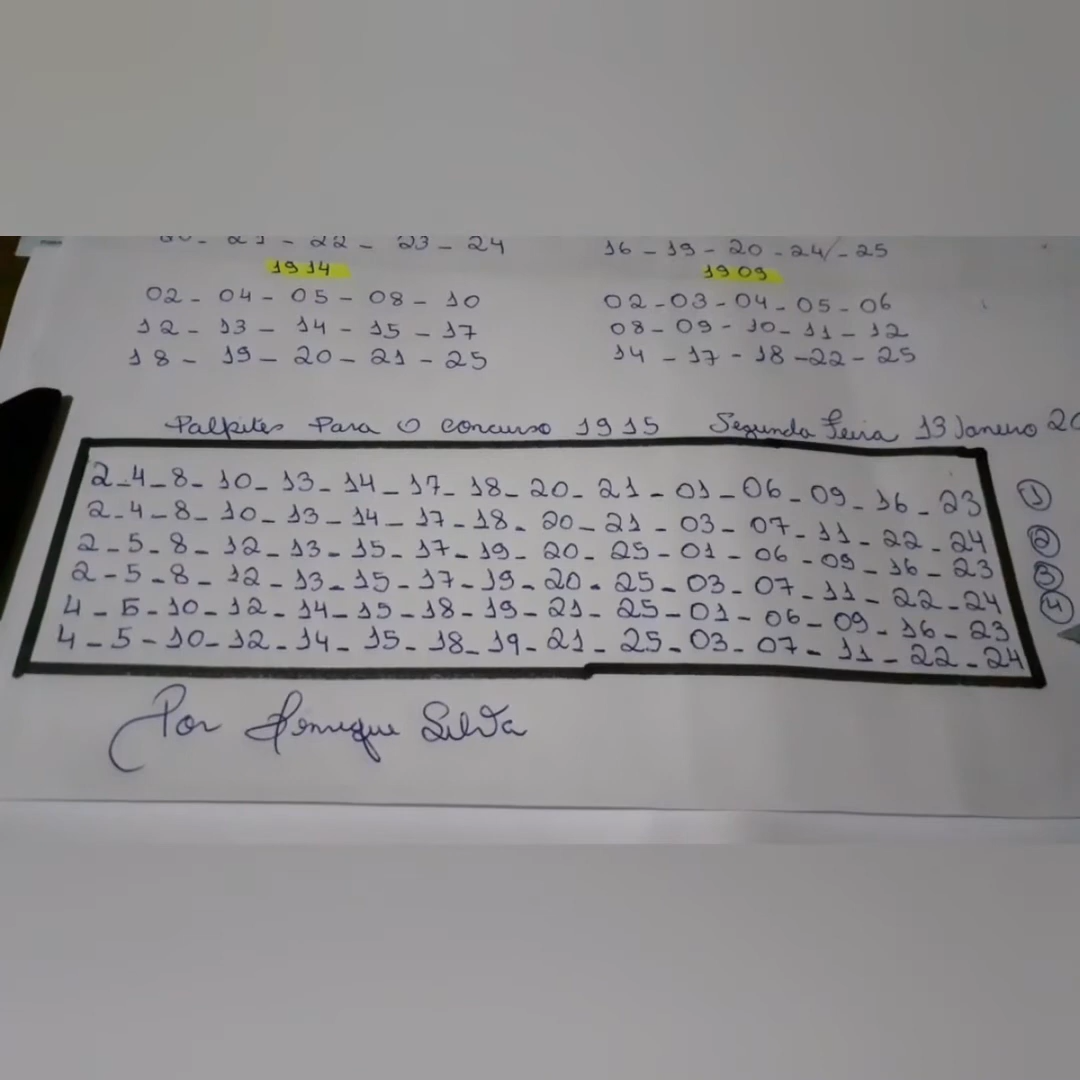 21 - 22 - 23 - 24
1914
02 - 04 - 05 - 08 - 10
12 - 13 - 14 - 15 - 17
18 - 19 - 20 - 21 - 25
16 - 19 - 20 - 24 - 25
1909
02 - 03 - 04 - 05 - 06
08 - 09 - 10 - 11 - 12
14 - 17 - 18 - 22 - 25
Palpites Para o concurso 1915 Segunda Feira 13 Janeiro 20
2 - 4 - 8 - 10 - 13 - 14 - 17 - 18 - 20 - 21 - 01 - 06 - 09 - 16 - 23 1
2 - 4 - 8 - 10 - 13 - 14 - 17 - 18 - 20 - 21 - 03 - 07 - 11 - 22 - 24 2
2 - 5 - 8 - 12 - 13 - 15 - 17 - 19 - 20 - 25 - 01 - 06 - 09 - 16 - 23 3
2 - 5 - 8 - 12 - 13 - 15 - 17 - 19 - 20 - 25 - 03 - 07 - 11 - 22 - 24 4
4 - 5 - 10 - 12 - 14 - 15 - 18 - 19 - 21 - 25 - 01 - 06 - 09 - 16 - 23
4 - 5 - 10 - 12 - 14 - 15 - 18 - 19 - 21 - 25 - 03 - 07 - 11 - 22 - 24
Por Henrique Silva